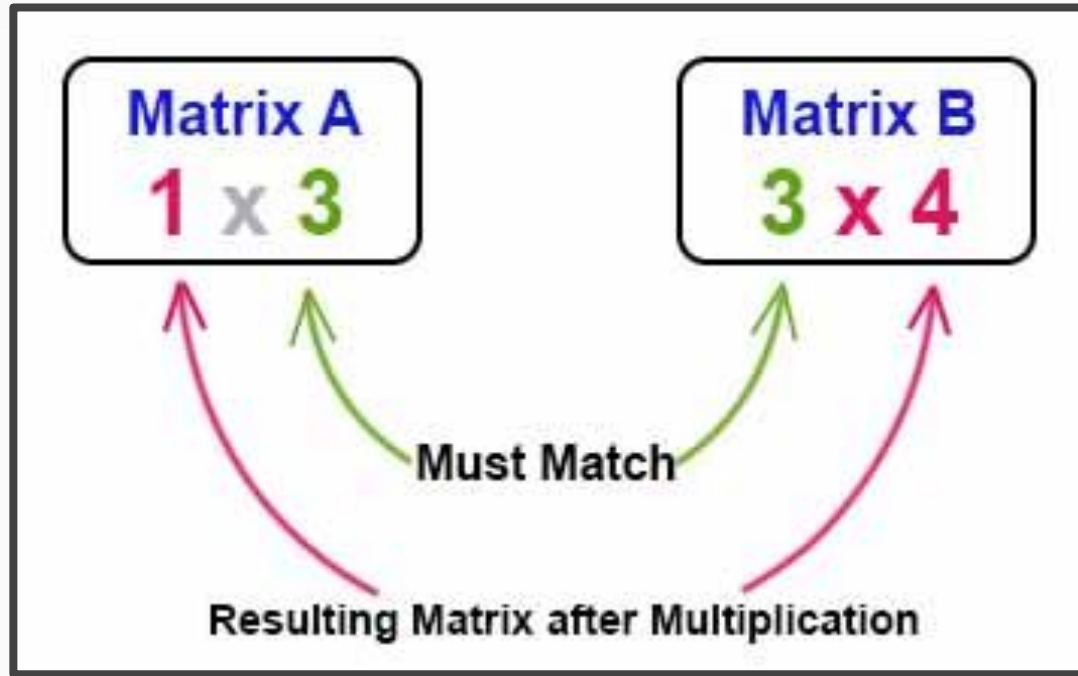 Matrix A
1 x 3
Matrix B
3 x 4
Must Match
Resulting Matrix after Multiplication